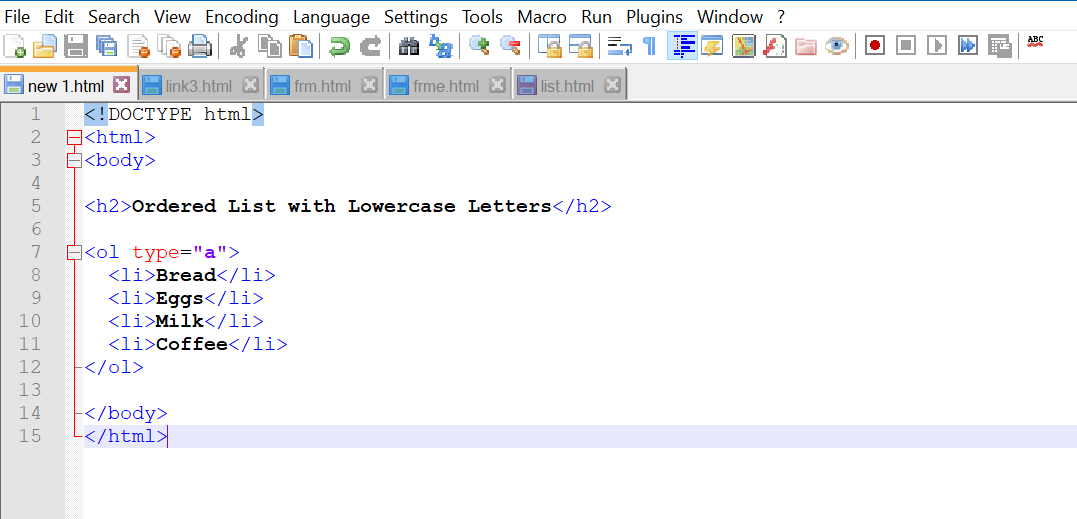 File Edit Search View Encoding Language Settings Tools Macro Run Plugins Window ?
ABC
new 1.html link3.html frm.html frme.html list.html
1 <!DOCTYPE html>
2 <html>
3 <body>
4
5 <h2>Ordered List with Lowercase Letters</h2>
6
7 <ol type="a">
8   <li>Bread</li>
9   <li>Eggs</li>
10   <li>Milk</li>
11   <li>Coffee</li>
12 </ol>
13
14 </body>
15 </html>